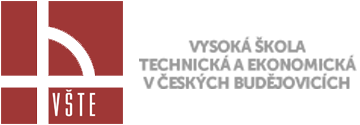 VŠTE
VYSOKÁ ŠKOLA
TECHNICKÁ A EKONOMICKÁ
V ČESKÝCH BUDĚJOVICÍCH